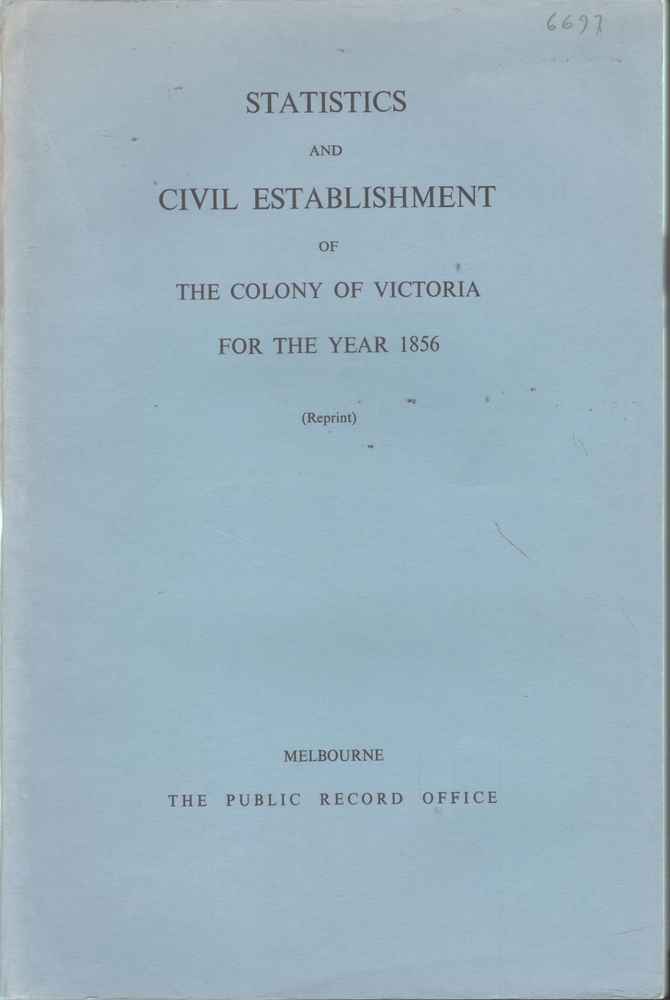 6697
STATISTICS
AND
CIVIL ESTABLISHMENT
OF
THE COLONY OF VICTORIA
FOR THE YEAR 1856
(Reprint)
MELBOURNE
THE PUBLIC RECORD OFFICE